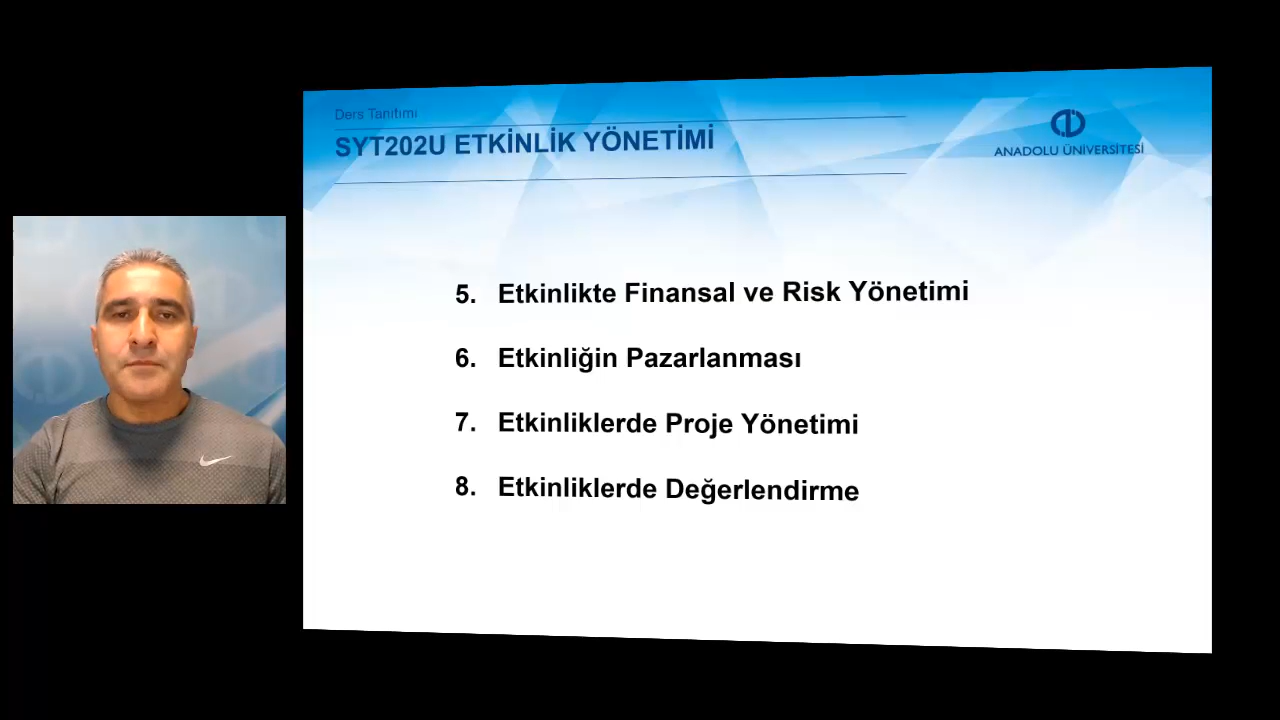 Ders Tanıtımı
SYT202U ETKİNLİK YÖNETİMİ
ANADOLU ÜNİVERSİTESİ
5. Etkinlikte Finansal ve Risk Yönetimi
6. Etkinliğin Pazarlanması
7. Etkinliklerde Proje Yönetimi
8. Etkinliklerde Değerlendirme